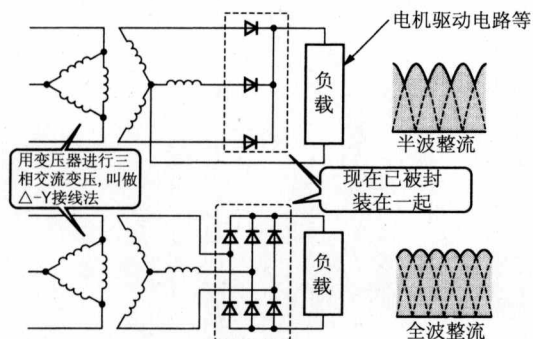 电机驱动电路等
负
载
半波整流
用变压器进行三
相交流变压,叫做
△-Y接线法
现在已被封
装在一起
负
载
全波整流